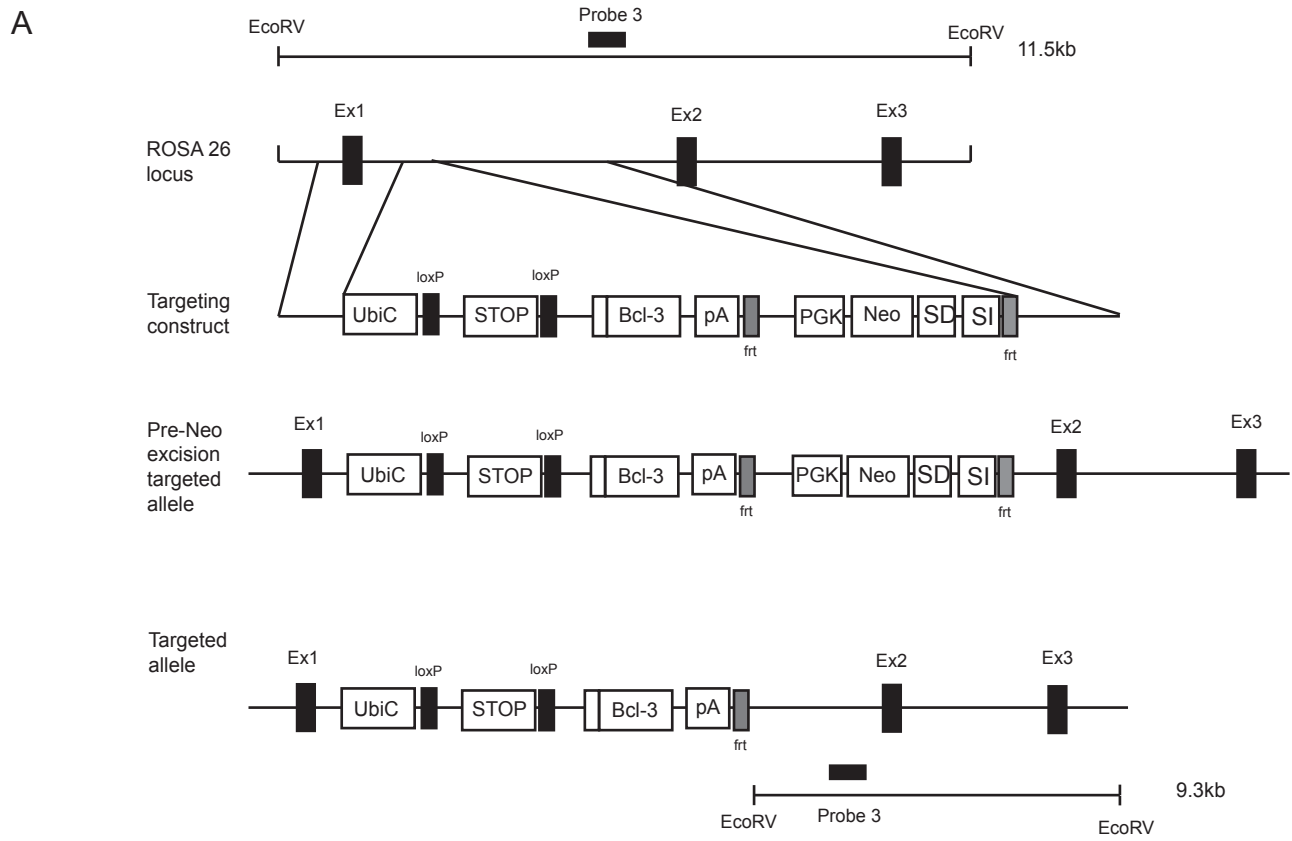 A
EcoRV
Probe 3
EcoRV
11.5kb
Ex1
Ex2
Ex3
ROSA 26
locus
loxP
loxP
Targeting
construct
UbiC
STOP
Bcl-3
pA
PGK
Neo
SD
SI
frt
frt
Pre-Neo
excision
targeted
allele
Ex1
loxP
loxP
Ex2
Ex3
UbiC
STOP
Bcl-3
pA
PGK
Neo
SD
SI
frt
frt
Targeted
allele
Ex1
loxP
loxP
Ex2
Ex3
UbiC
STOP
Bcl-3
pA
frt
9.3kb
EcoRV
Probe 3
EcoRV